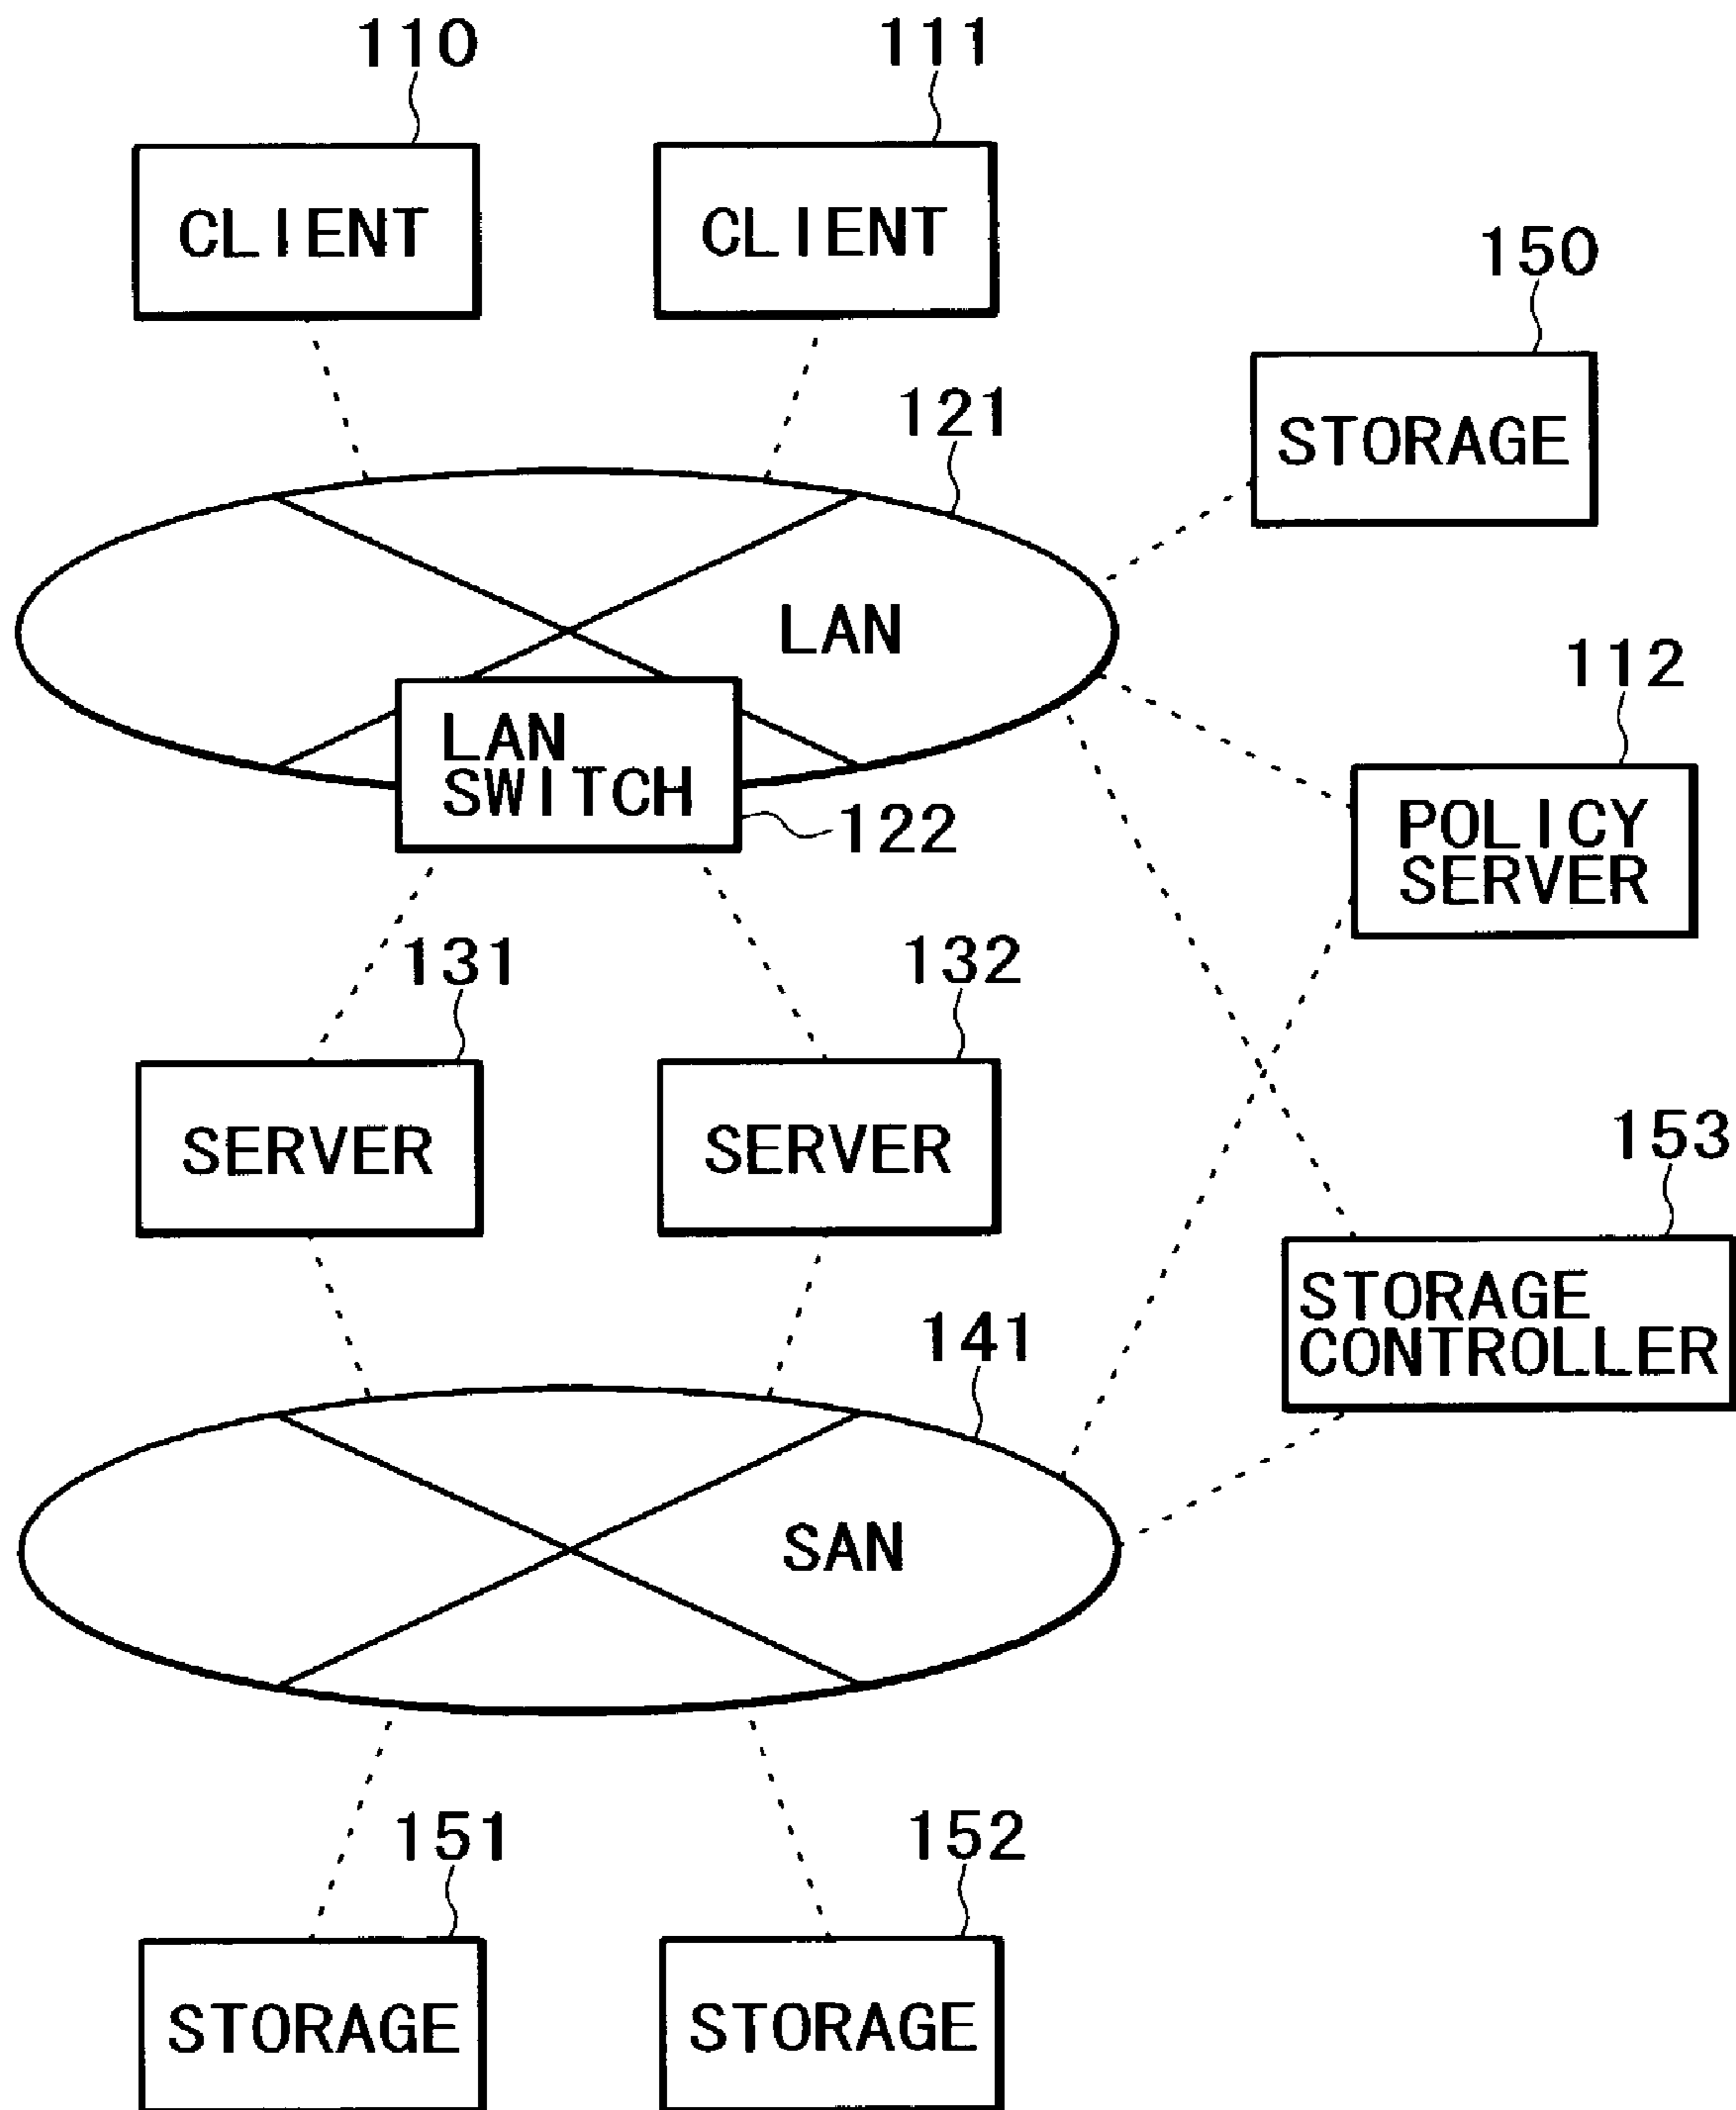 110
111
CLIENT
CLIENT
150
STORAGE
121
LAN
112
LAN
SWITCH
122
POLICY
SERVER
131
132
SERVER
SERVER
153
STORAGE
CONTROLLER
141
SAN
151
152
STORAGE
STORAGE